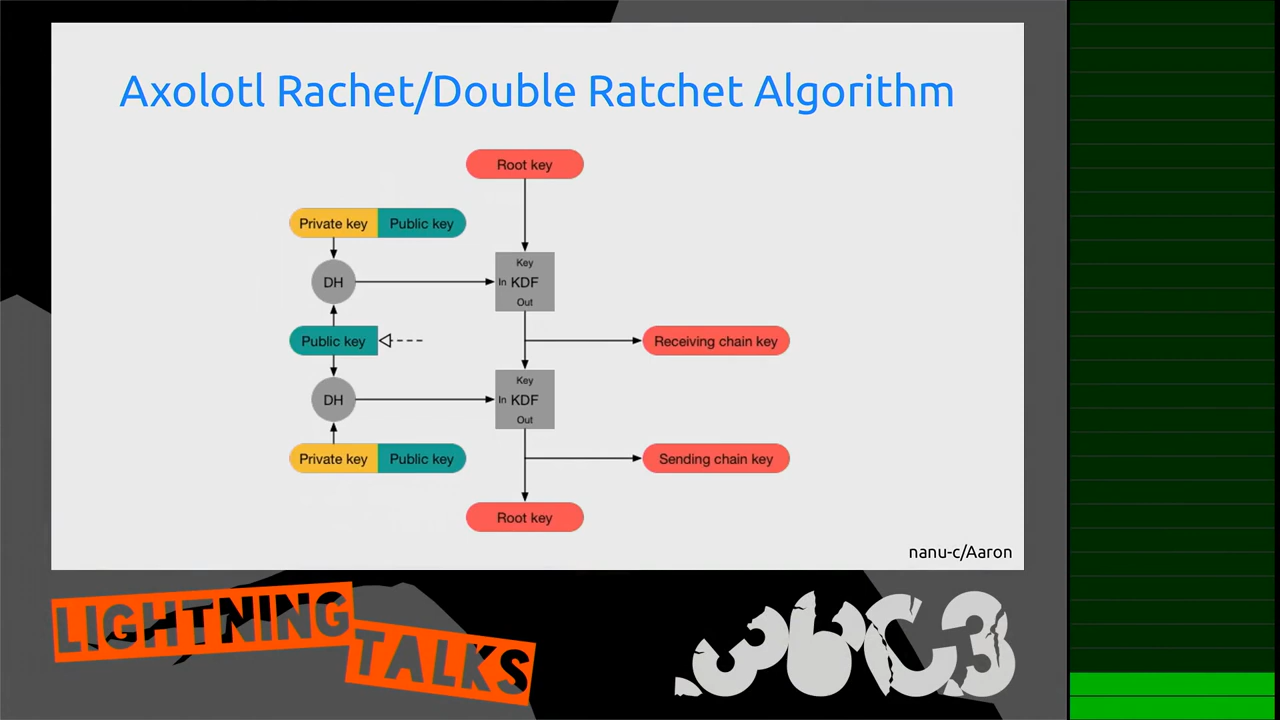 Axolotl Rachet/Double Ratchet Algorithm
Root key
Private key Public key
Key
DH In KDF
Out
Public key Receiving chain key
Key
DH In KDF
Out
Private key Public key Sending chain key
Root key
nanu-c/Aaron
LIGHTNING
TALKS
36C3